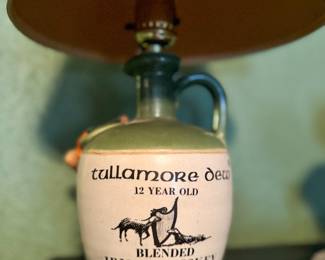 tullamore dew
12 YEAR OLD
BLENDED